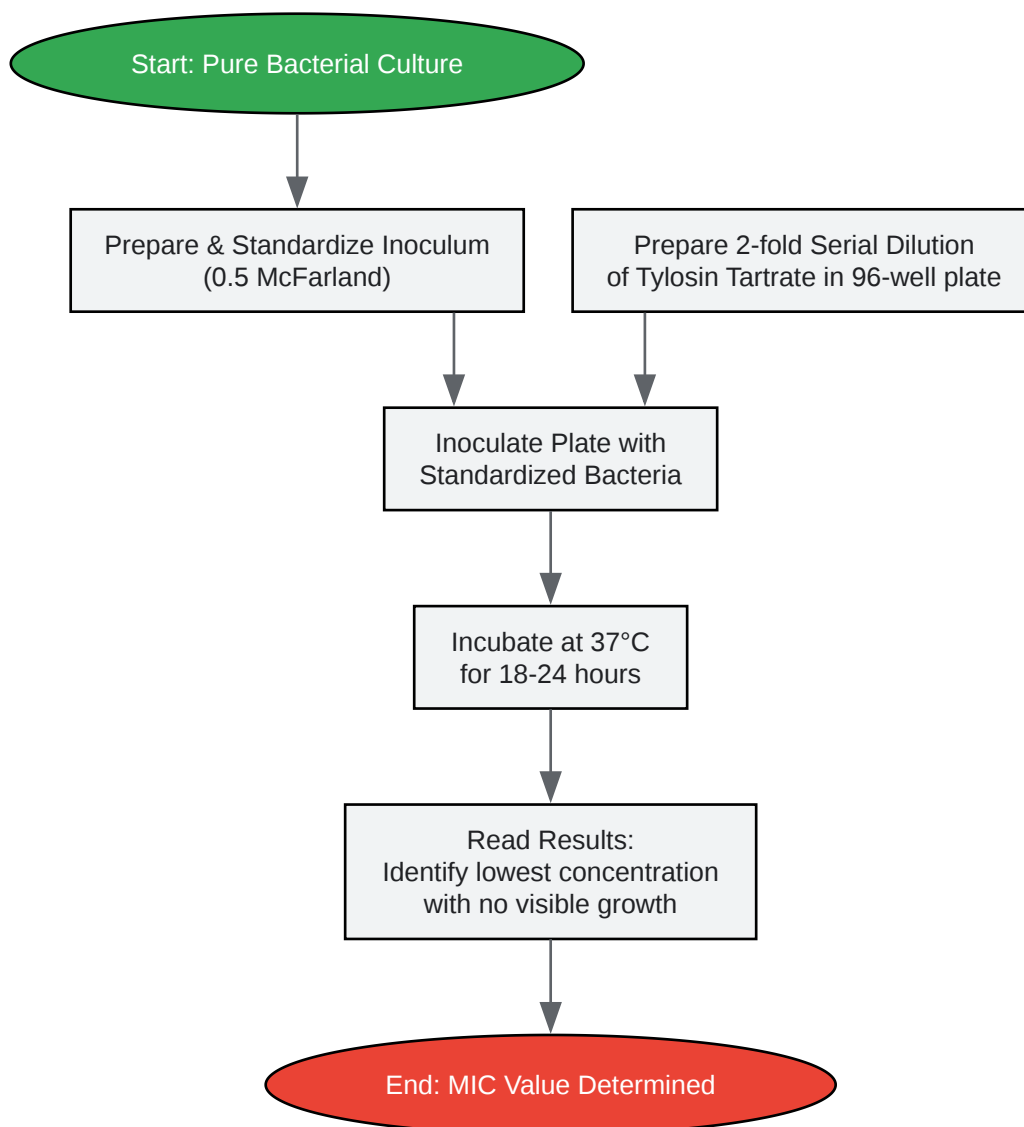 Start: Pure Bacterial Culture
Prepare & Standardize Inoculum
(0.5 McFarland)
Prepare 2-fold Serial Dilution
of Tylosin Tartrate in 96-well plate
Inoculate Plate with
Standardized Bacteria
Incubate at 37°C
for 18-24 hours
Read Results:
Identify lowest concentration
with no visible growth
End: MIC Value Determined